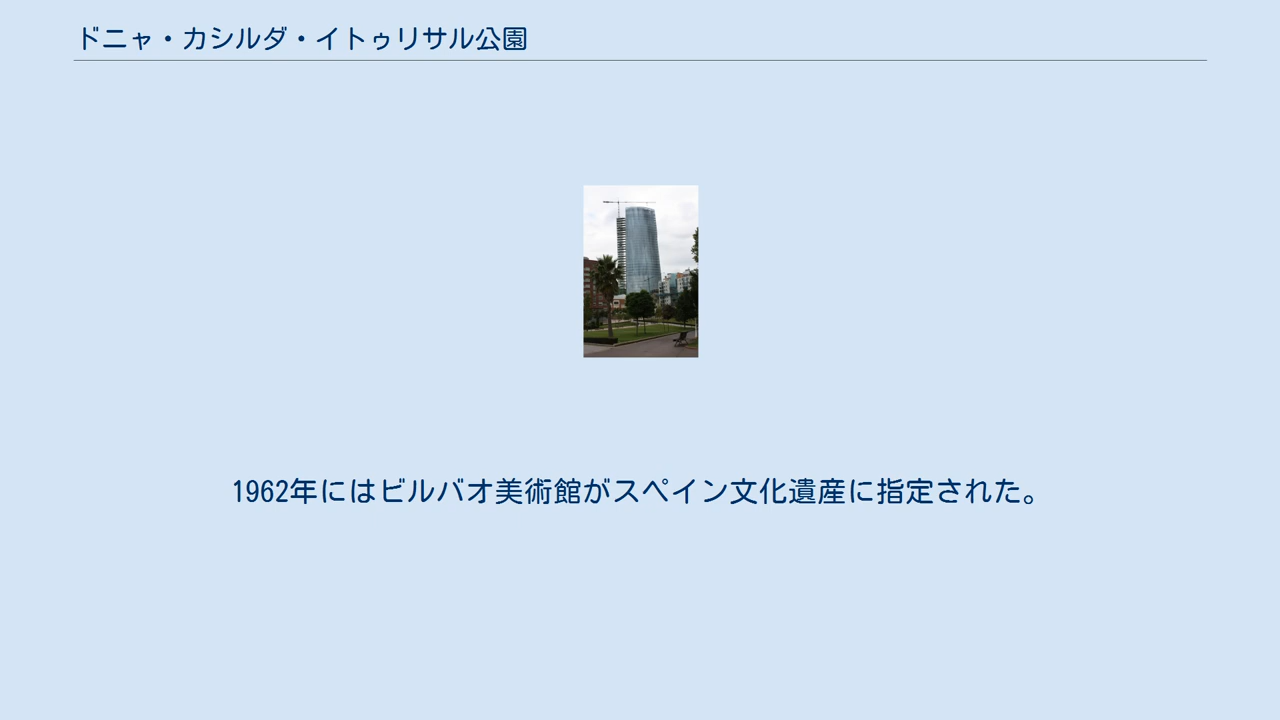 ドニャ・カシルダ・イトゥリサル公園
1962年にはビルバオ美術館がスペイン文化遺産に指定された。